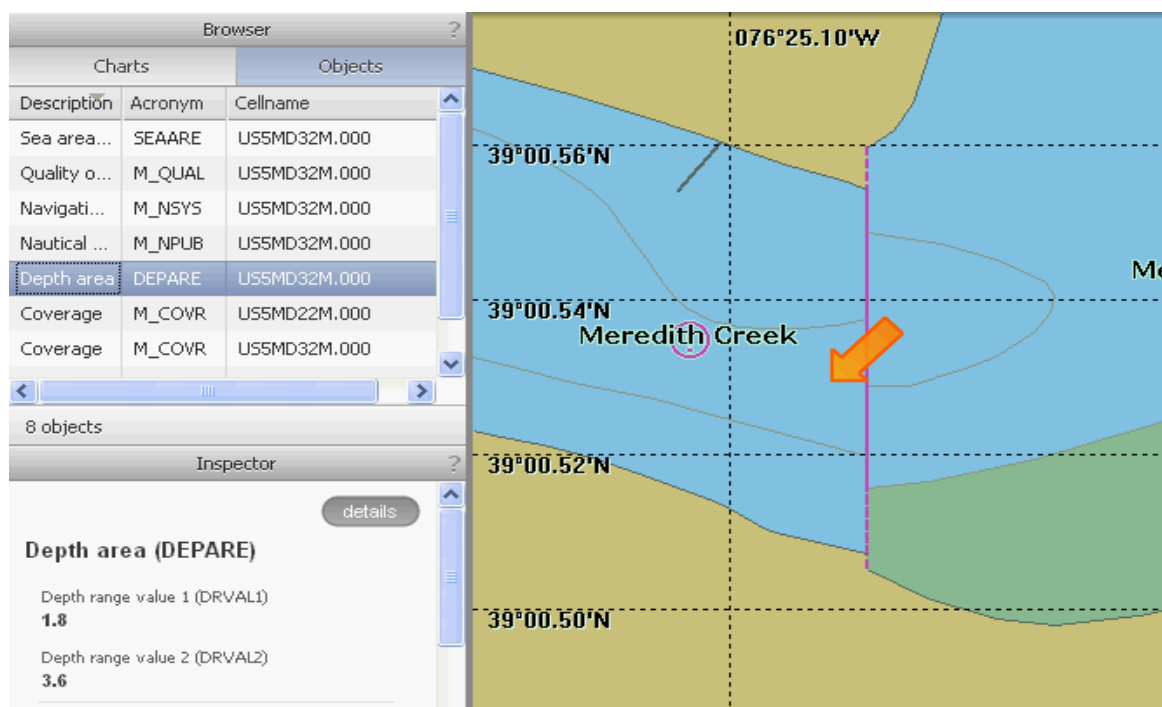 Browser ?
Charts Objects
Description Acronym Cellname
Sea area... SEAARE US5MD32M.000
Quality o... M_QUAL US5MD32M.000
Navigati... M_NSYS US5MD32M.000
Nautical ... M_NPUB US5MD32M.000
Depth area DEPARE US5MD32M.000
Coverage M_COVR US5MD22M.000
Coverage M_COVR US5MD32M.000
8 objects
Inspector ?
details
Depth area (DEPARE)
Depth range value 1 (DRVAL1)
1.8
Depth range value 2 (DRVAL2)
3.6
076°25.10'W
39°00.56'N
Me
39°00.54'N
Meredith Creek
39°00.52'N
39°00.50'N